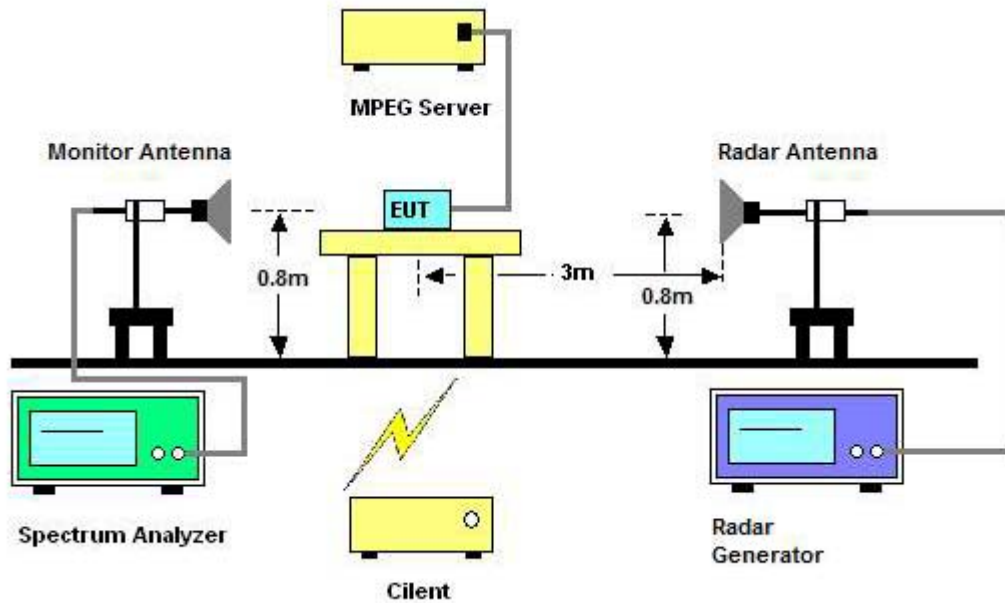 MPEG Server
Monitor Antenna
Radar Antenna
EUT
0.8m
3m
0.8m
Spectrum Analyzer
Cilent
Radar
Generator